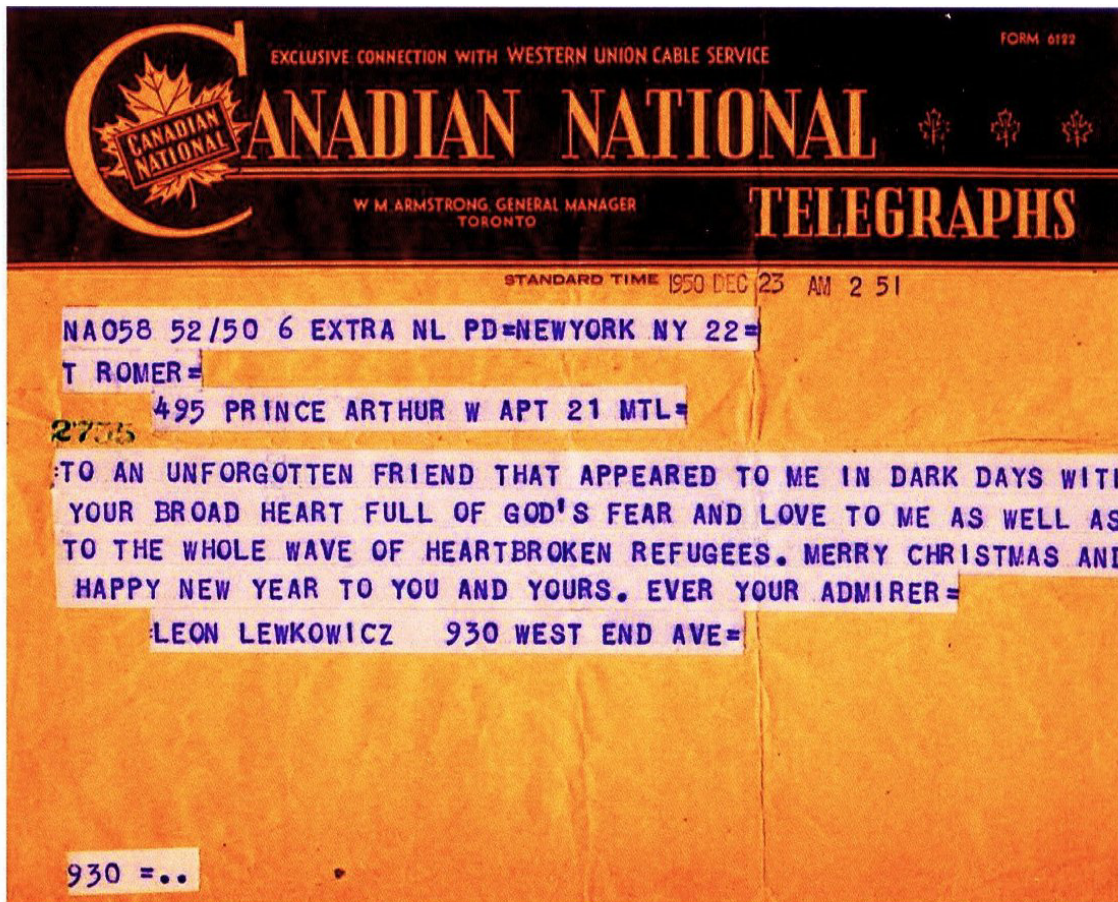 FORM 6122
EXCLUSIVE CONNECTION WITH WESTERN UNION CABLE SERVICE
CANADIAN NATIONAL
CANADIAN
NATIONAL
W M. ARMSTRONG, GENERAL MANAGER
TORONTO
TELEGRAPHS
STANDARD TIME 1950 DEC 23 AM 2 51
NA058 52/50 6 EXTRA NL PD=NEWYORK NY 22=
T ROMER=
495 PRINCE ARTHUR W APT 21 MTL=
:TO AN UNFORGOTTEN FRIEND THAT APPEARED TO ME IN DARK DAYS WITH
YOUR BROAD HEART FULL OF GOD'S FEAR AND LOVE TO ME AS WELL AS
TO THE WHOLE WAVE OF HEARTBROKEN REFUGEES. MERRY CHRISTMAS AND
HAPPY NEW YEAR TO YOU AND YOURS. EVER YOUR ADMIRER=
:LEON LEWKOWICZ 930 WEST END AVE=
930 =..